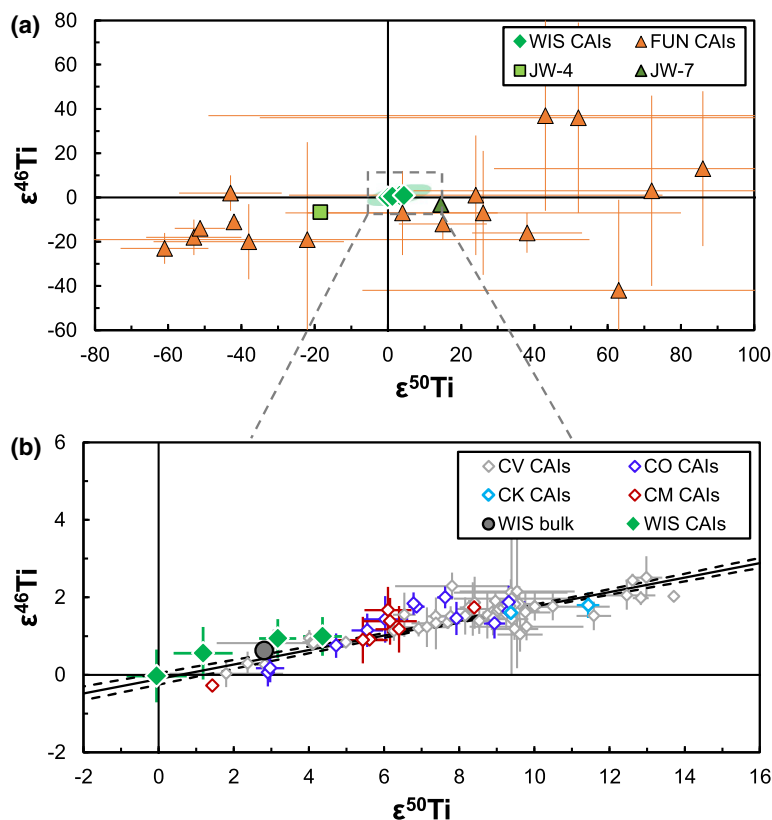 (a)
80
60
40
20
0
-20
-40
-60
-80 -60 -40 -20 0 20 40 60 80 100
ε⁴⁶Ti
ε⁵⁰Ti
WIS CAIs FUN CAIs
JW-4 JW-7
(b)
6
4
2
0
-2
-2 0 2 4 6 8 10 12 14 16
ε⁴⁶Ti
ε⁵⁰Ti
CV CAIs CO CAIs
CK CAIs CM CAIs
WIS bulk WIS CAIs